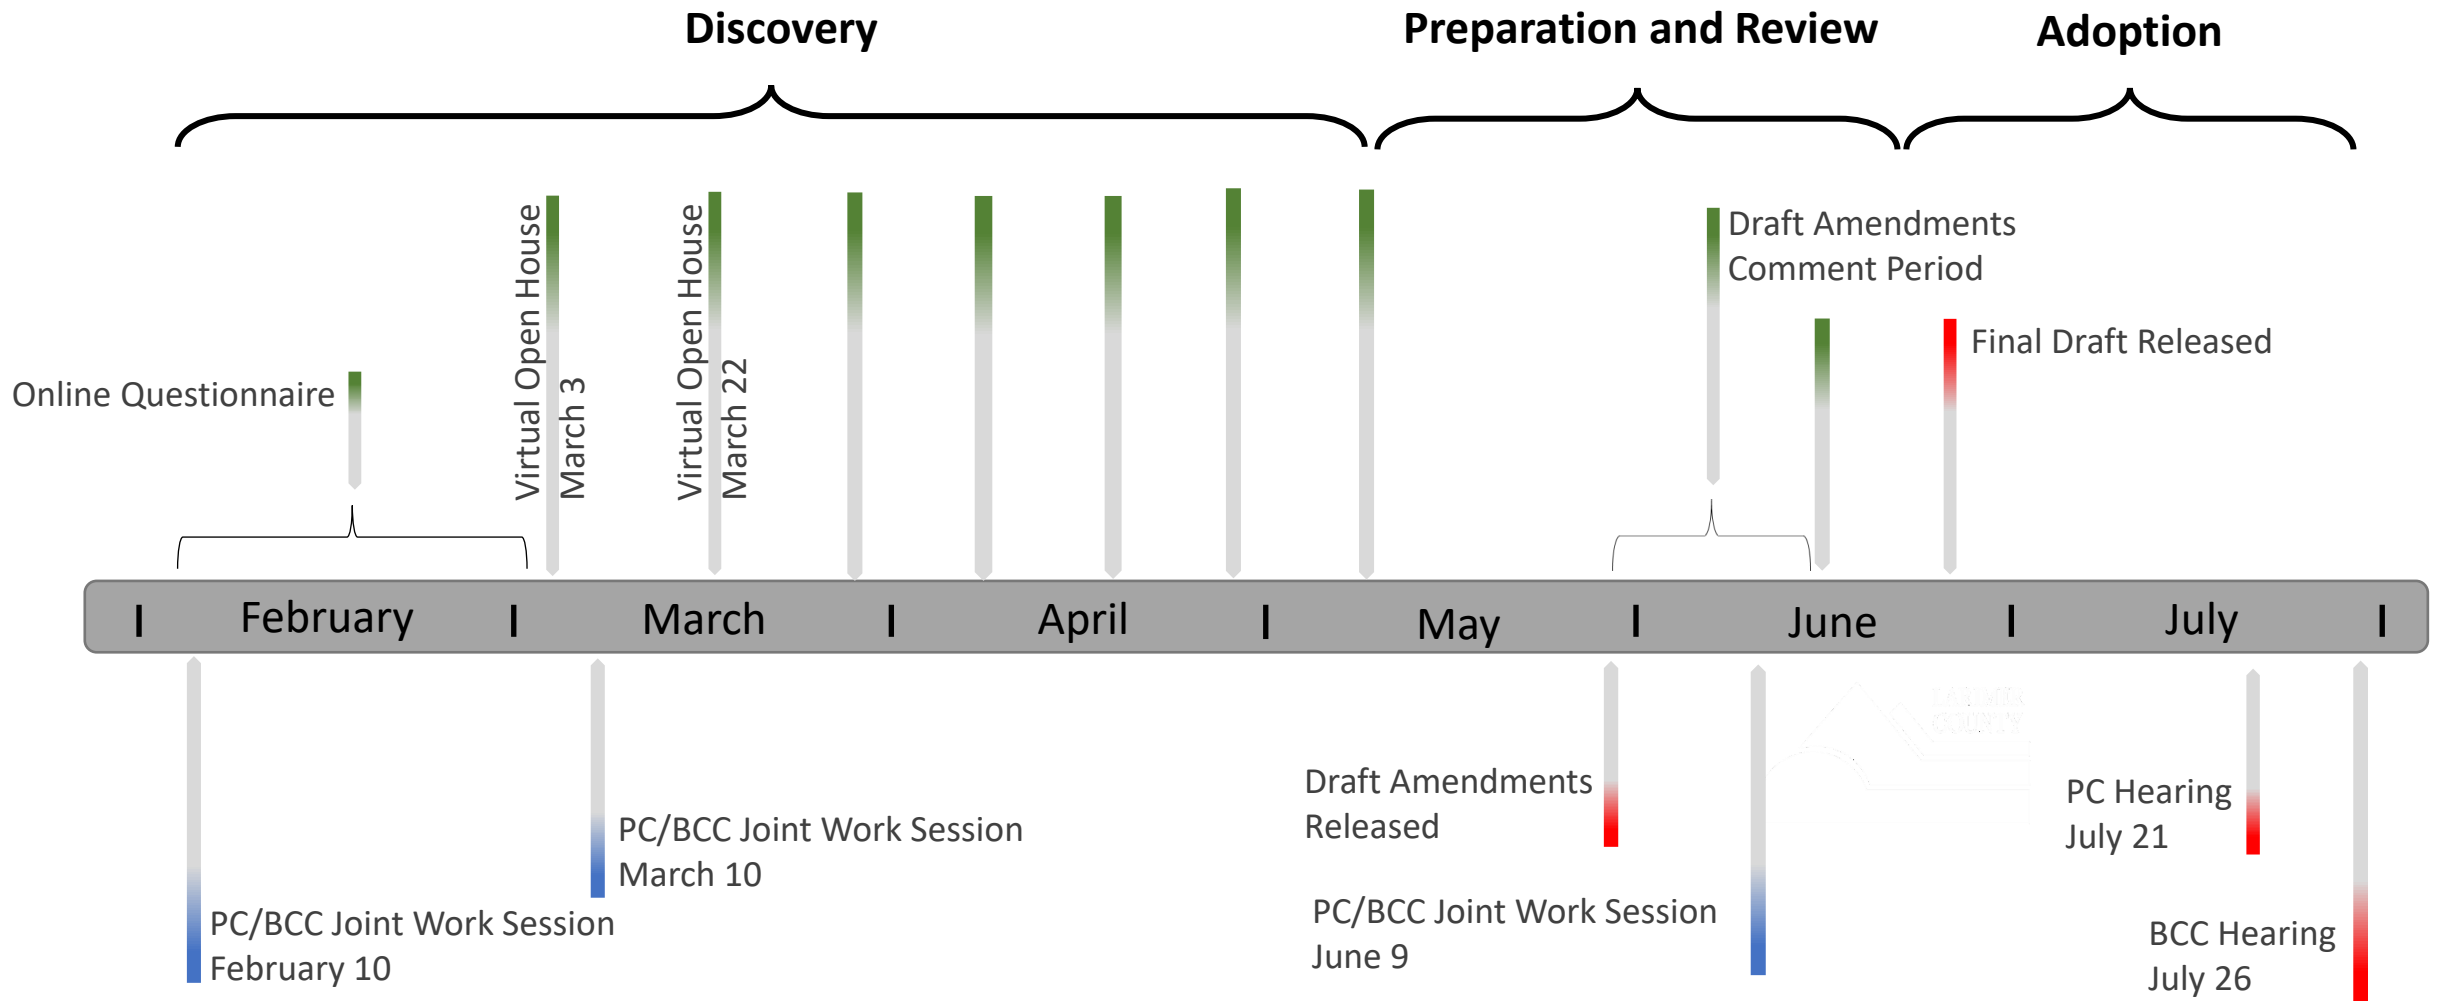 Discovery
Preparation and Review
Adoption
Virtual Open House
March 3
Virtual Open House
March 22
Draft Amendments
Comment Period
Final Draft Released
Online Questionnaire
February
March
April
May
June
July
Draft Amendments
Released
PC Hearing
July 21
PC/BCC Joint Work Session
March 10
PC/BCC Joint Work Session
June 9
PC/BCC Joint Work Session
February 10
BCC Hearing
July 26